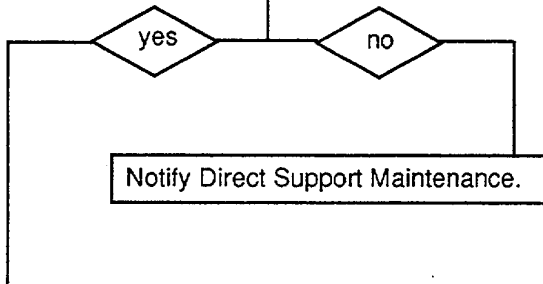 yes
no
Notify Direct Support Maintenance.